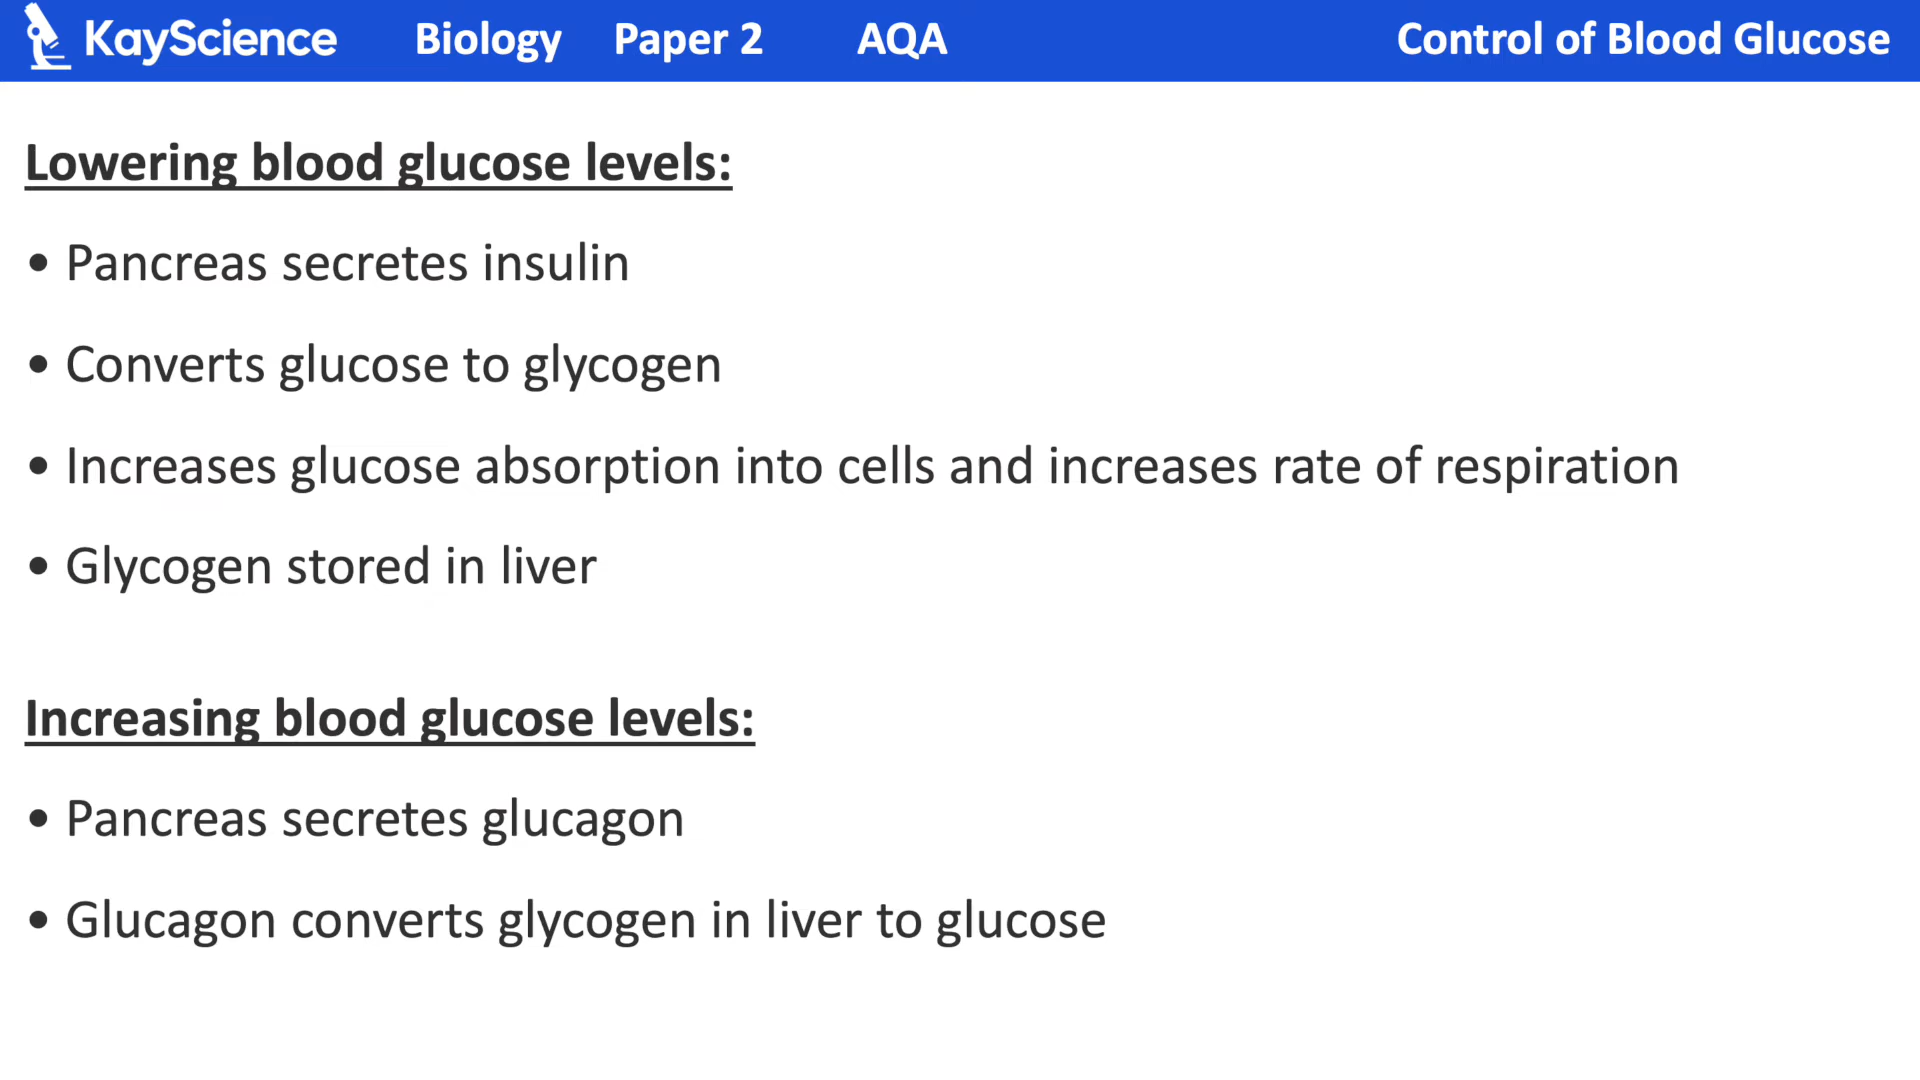 KayScience Biology Paper 2 AQA Control of Blood Glucose
Lowering blood glucose levels:
• Pancreas secretes insulin
• Converts glucose to glycogen
• Increases glucose absorption into cells and increases rate of respiration
• Glycogen stored in liver
Increasing blood glucose levels:
• Pancreas secretes glucagon
• Glucagon converts glycogen in liver to glucose